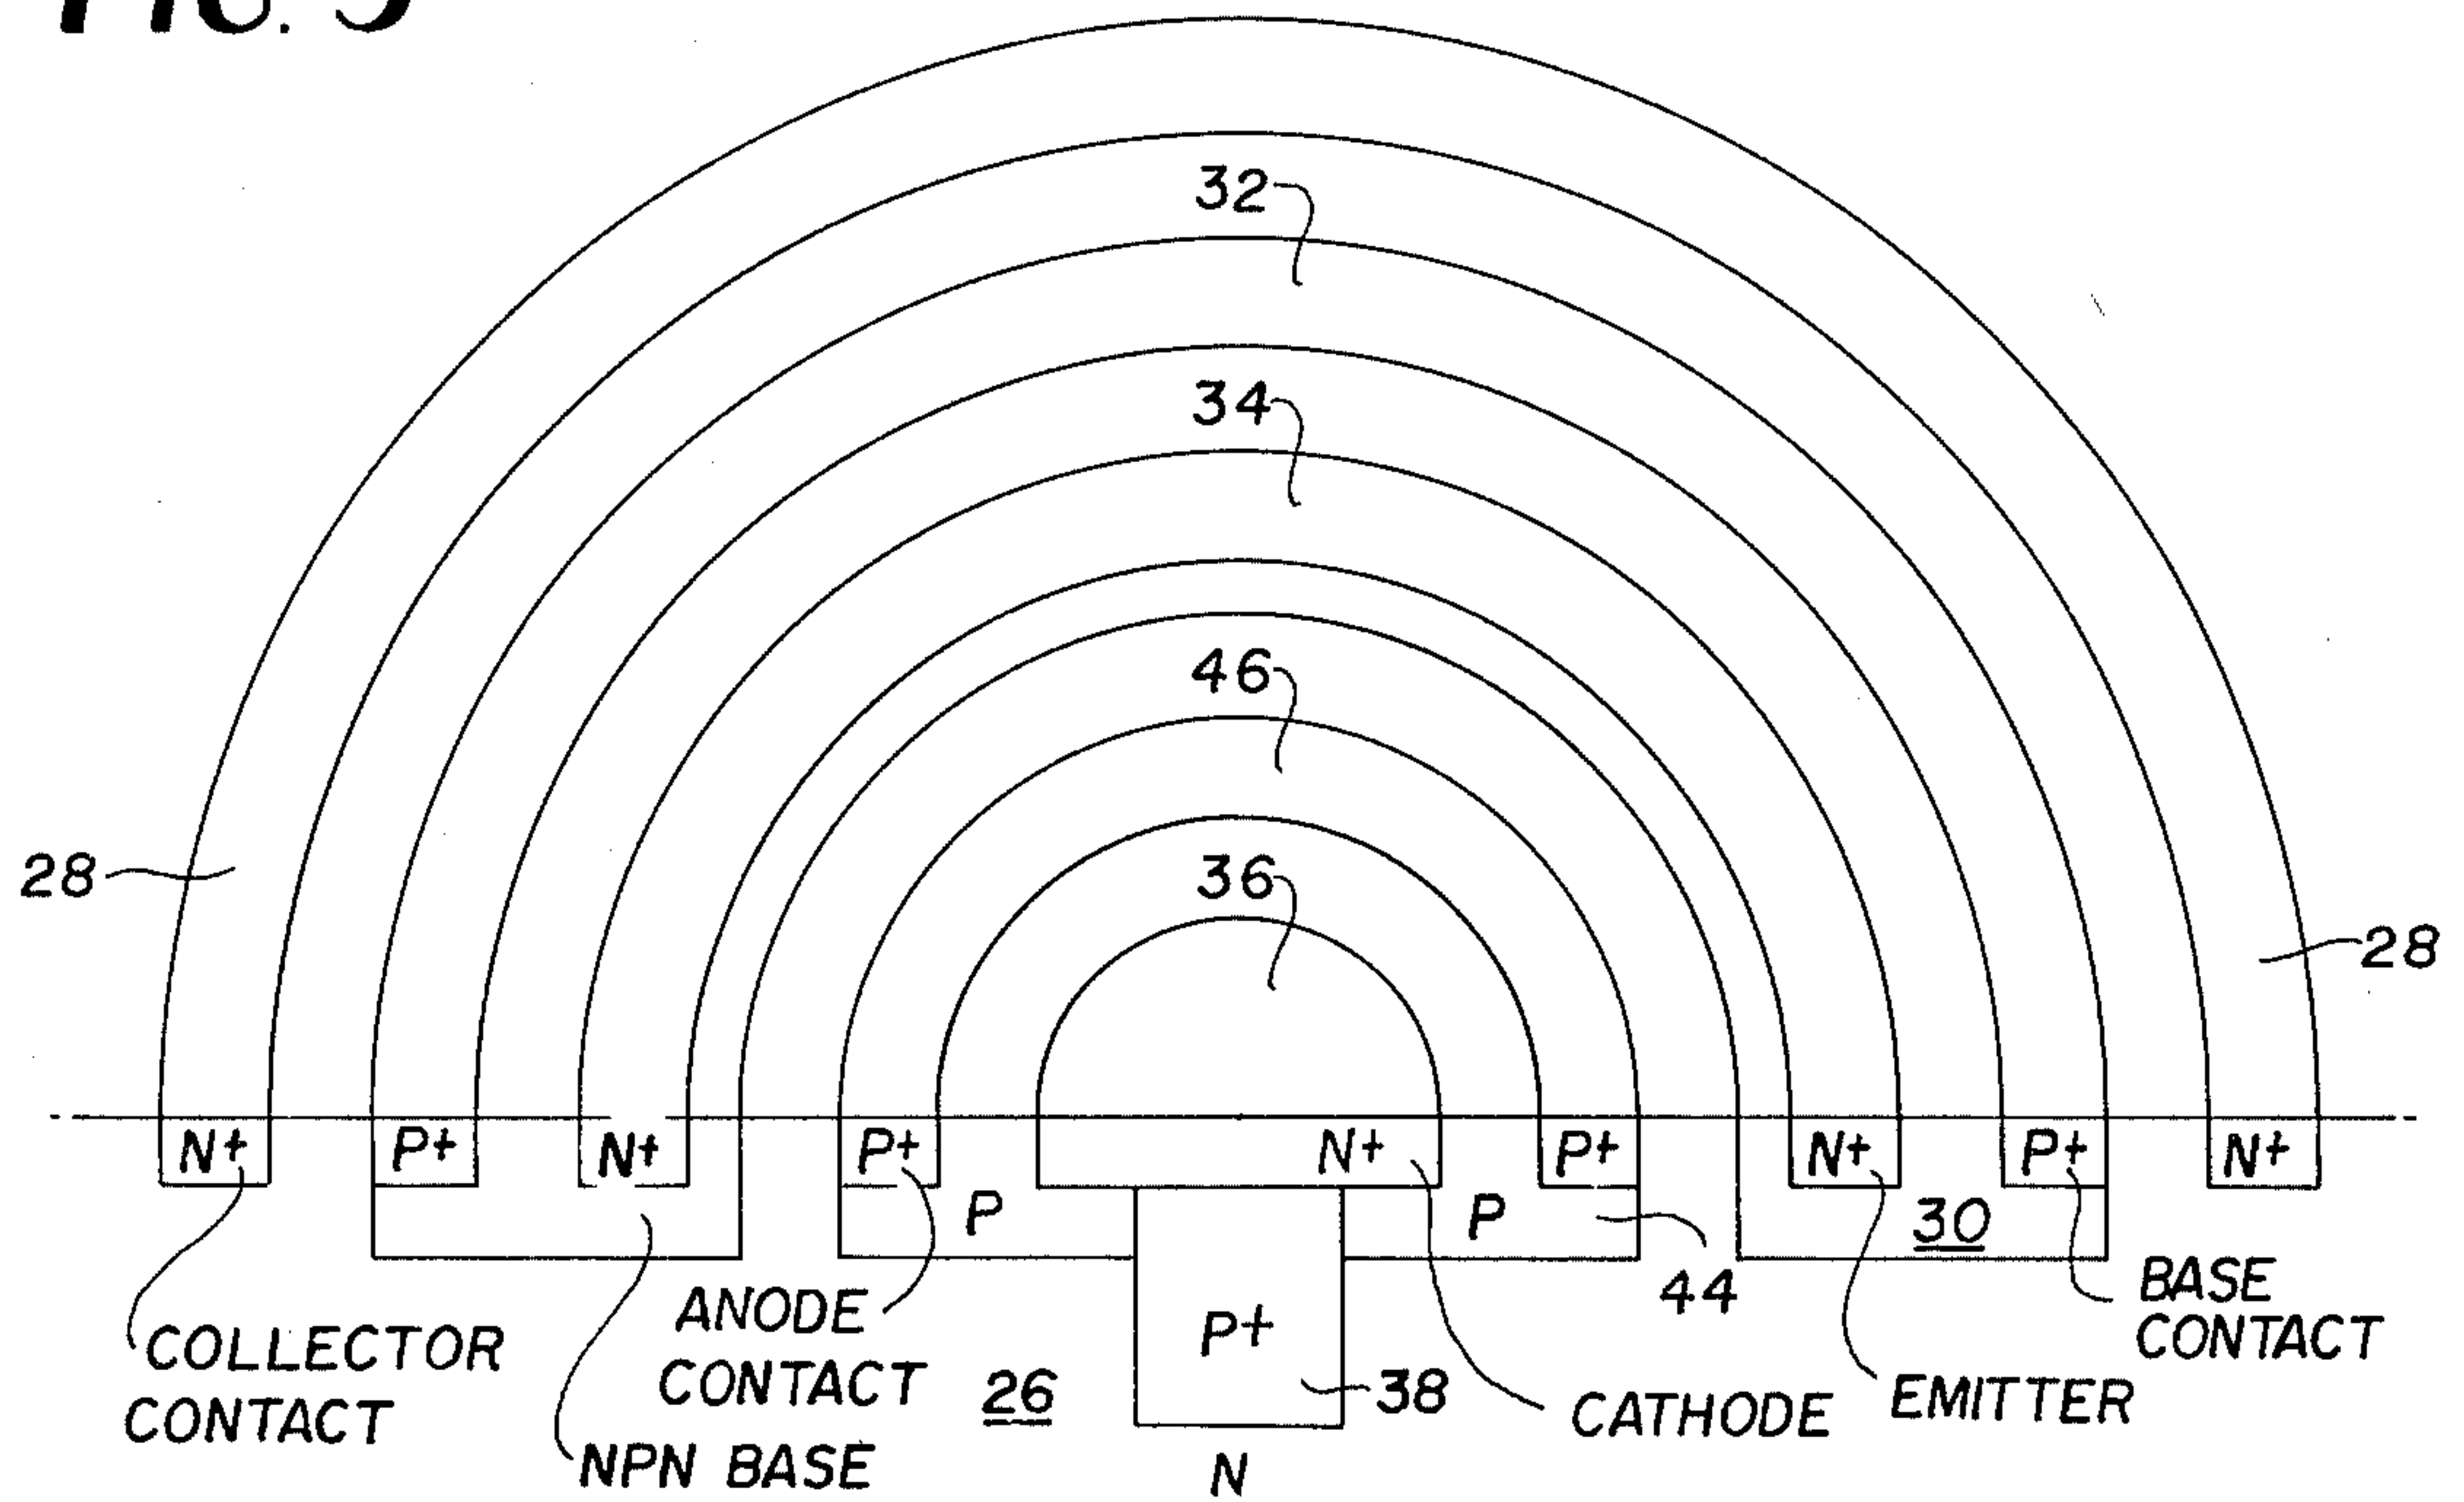 FIG. 5
32
34
46
36
28
28
N+ P+ N+ P+ N+ P+ N+ P+ N+
P P 30
44
P+
COLLECTOR
CONTACT
ANODE
CONTACT
NPN BASE
26
38
N
CATHODE
EMITTER
BASE
CONTACT